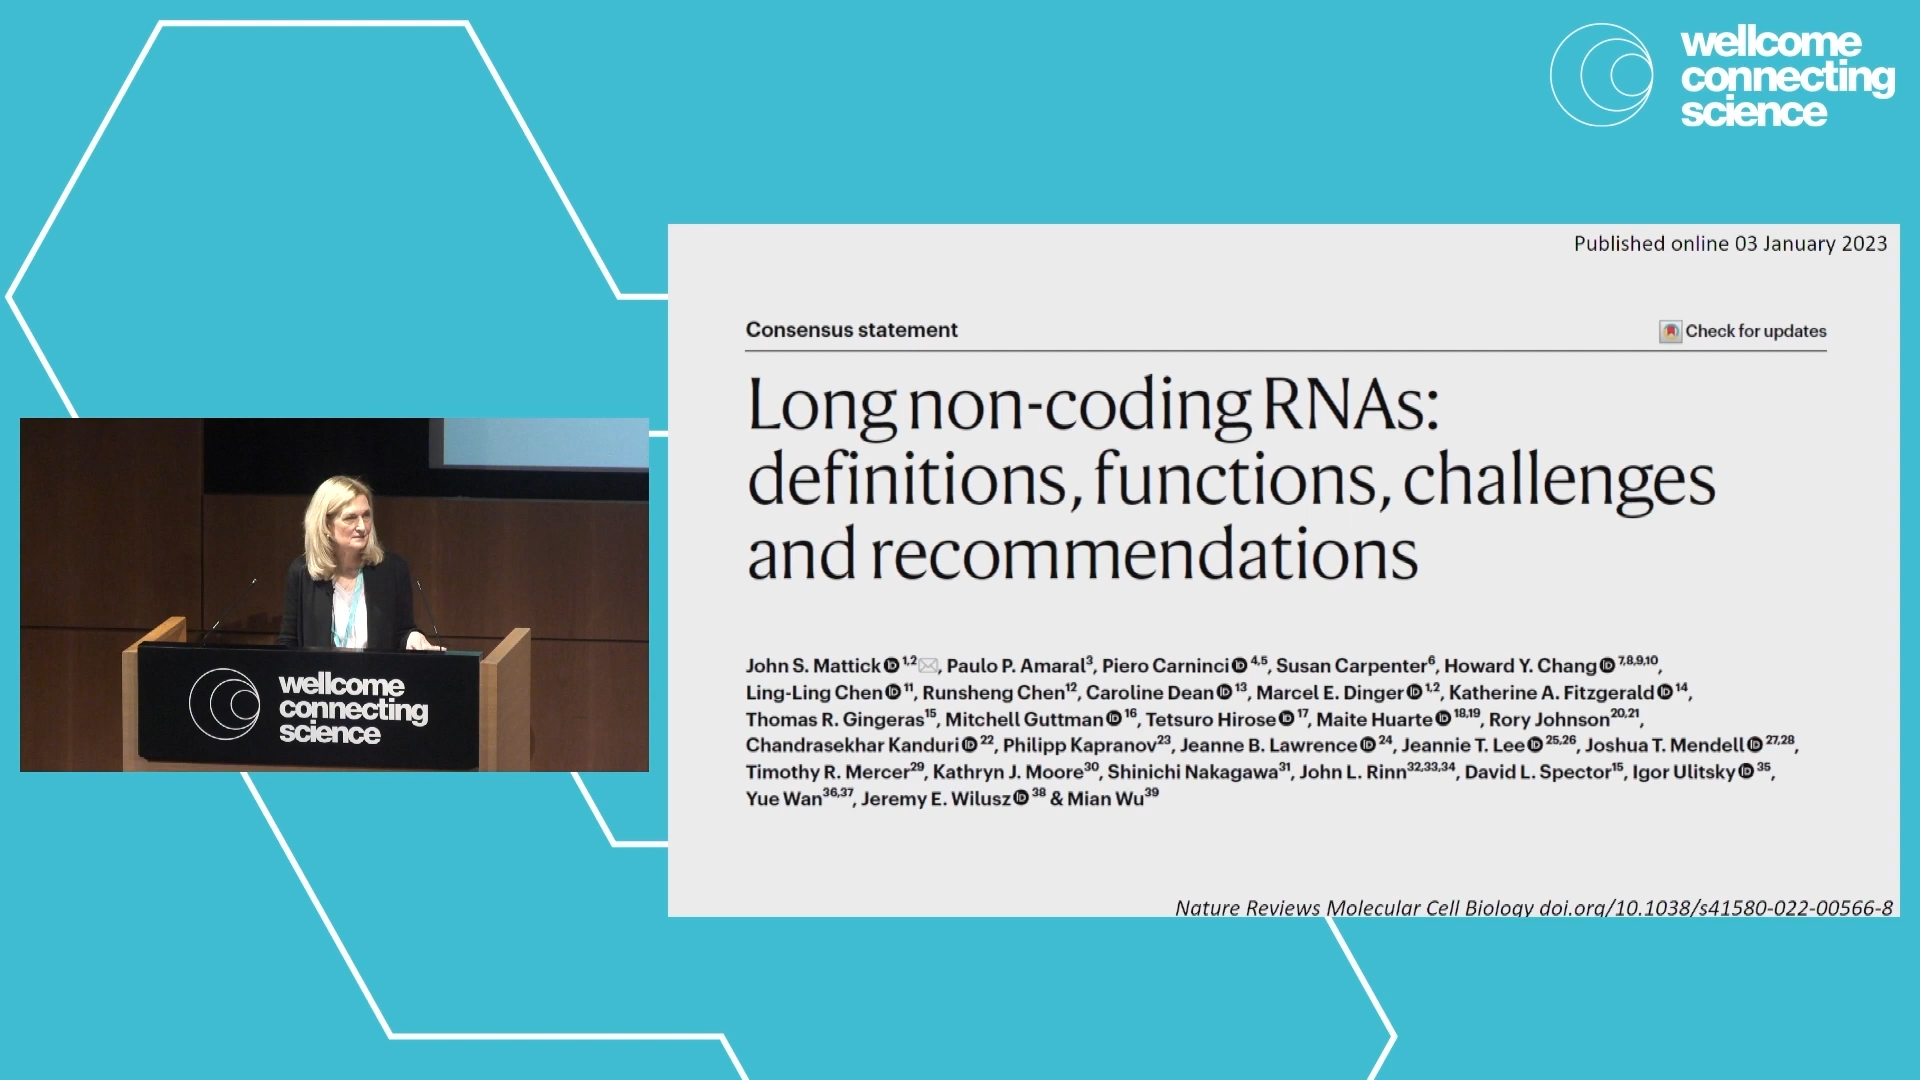 wellcome
connecting
science
Published online 03 January 2023
Consensus statement
Check for updates
Long non-coding RNAs:
definitions, functions, challenges
and recommendations
John S. Mattick 1,2, Paulo P. Amaral3, Piero Carninci 4,5, Susan Carpenter6, Howard Y. Chang 7,8,9,10,
Ling-Ling Chen 11, Runsheng Chen12, Caroline Dean 13, Marcel E. Dinger 1,2, Katherine A. Fitzgerald 14,
Thomas R. Gingeras15, Mitchell Guttman 16, Tetsuro Hirose 17, Maite Huarte 18,19, Rory Johnson20,21,
Chandrasekhar Kanduri 22, Philipp Kapranov23, Jeanne B. Lawrence 24, Jeannie T. Lee 25,26, Joshua T. Mendell 27,28,
Timothy R. Mercer29, Kathryn J. Moore30, Shinichi Nakagawa31, John L. Rinn32,33,34, David L. Spector15, Igor Ulitsky 35,
Yue Wan36,37, Jeremy E. Wilusz 38 & Mian Wu39
Nature Reviews Molecular Cell Biology doi.org/10.1038/s41580-022-00566-8
wellcome
connecting
science